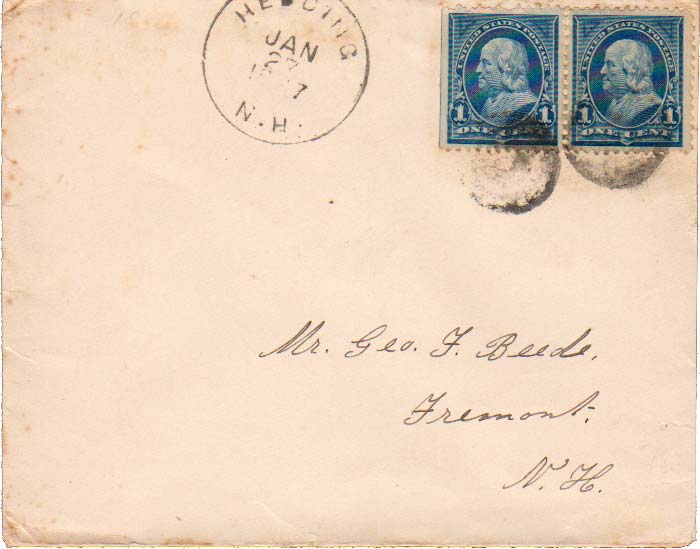 HEDDING
JAN
27
N.H.
UNITED STATES POSTAGE
1 ONE CENT 1
UNITED STATES POSTAGE
1 ONE CENT 1
Mr. Geo. F. Beede,
Fremont,
N.H.